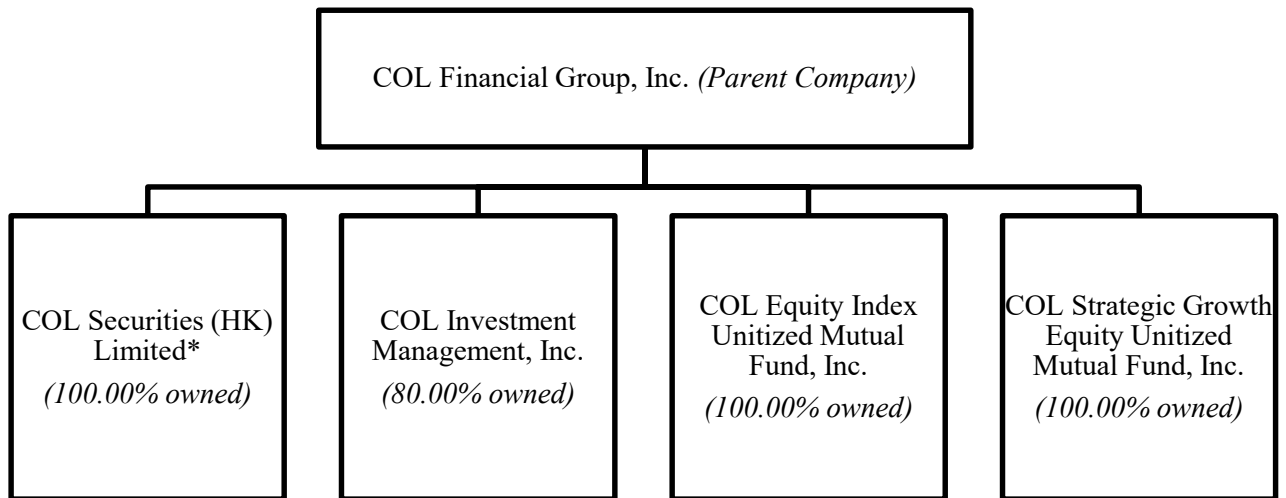 COL Financial Group, Inc. (Parent Company)
COL Securities (HK)
Limited*
(100.00% owned)
COL Investment
Management, Inc.
(80.00% owned)
COL Equity Index
Unitized Mutual
Fund, Inc.
(100.00% owned)
COL Strategic Growth
Equity Unitized
Mutual Fund, Inc.
(100.00% owned)